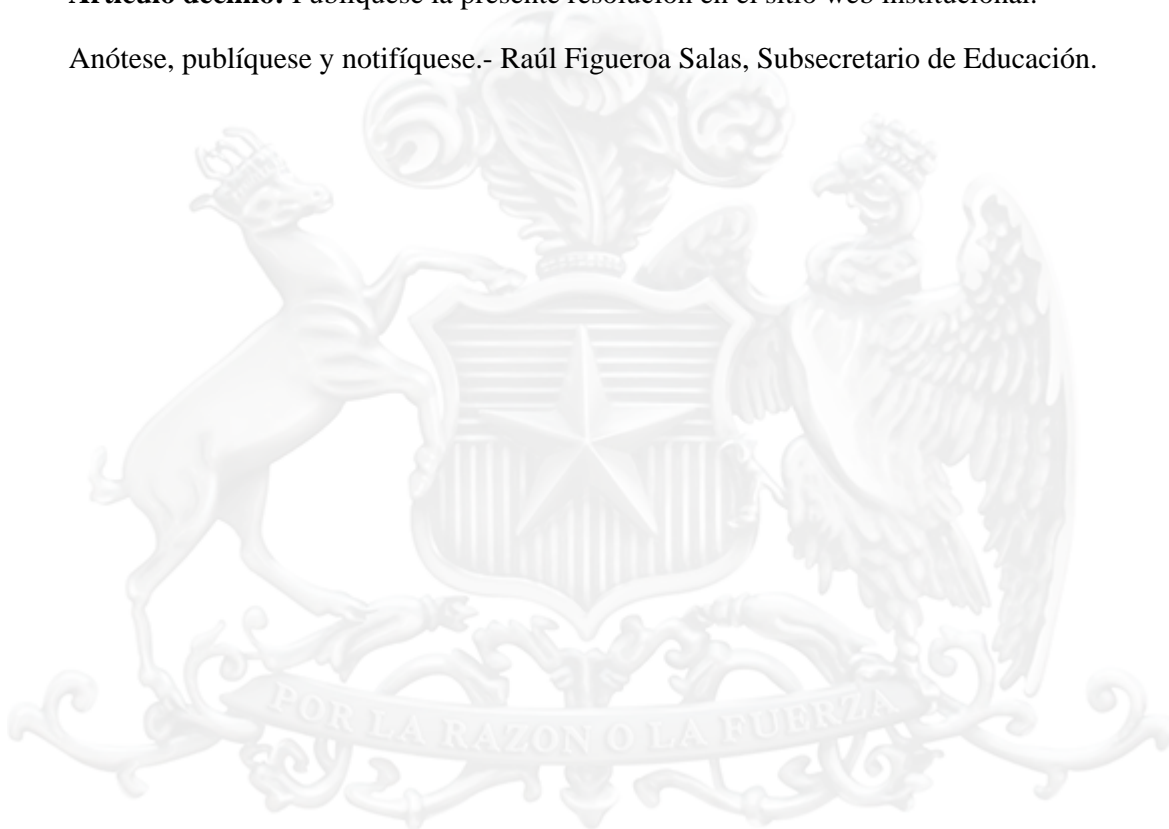 Artículo décimo: Publíquese la presente resolución en el sitio web institucional.
Anótese, publíquese y notifíquese.- Raúl Figueroa Salas, Subsecretario de Educación.
POR LA RAZON O LA FUERZA